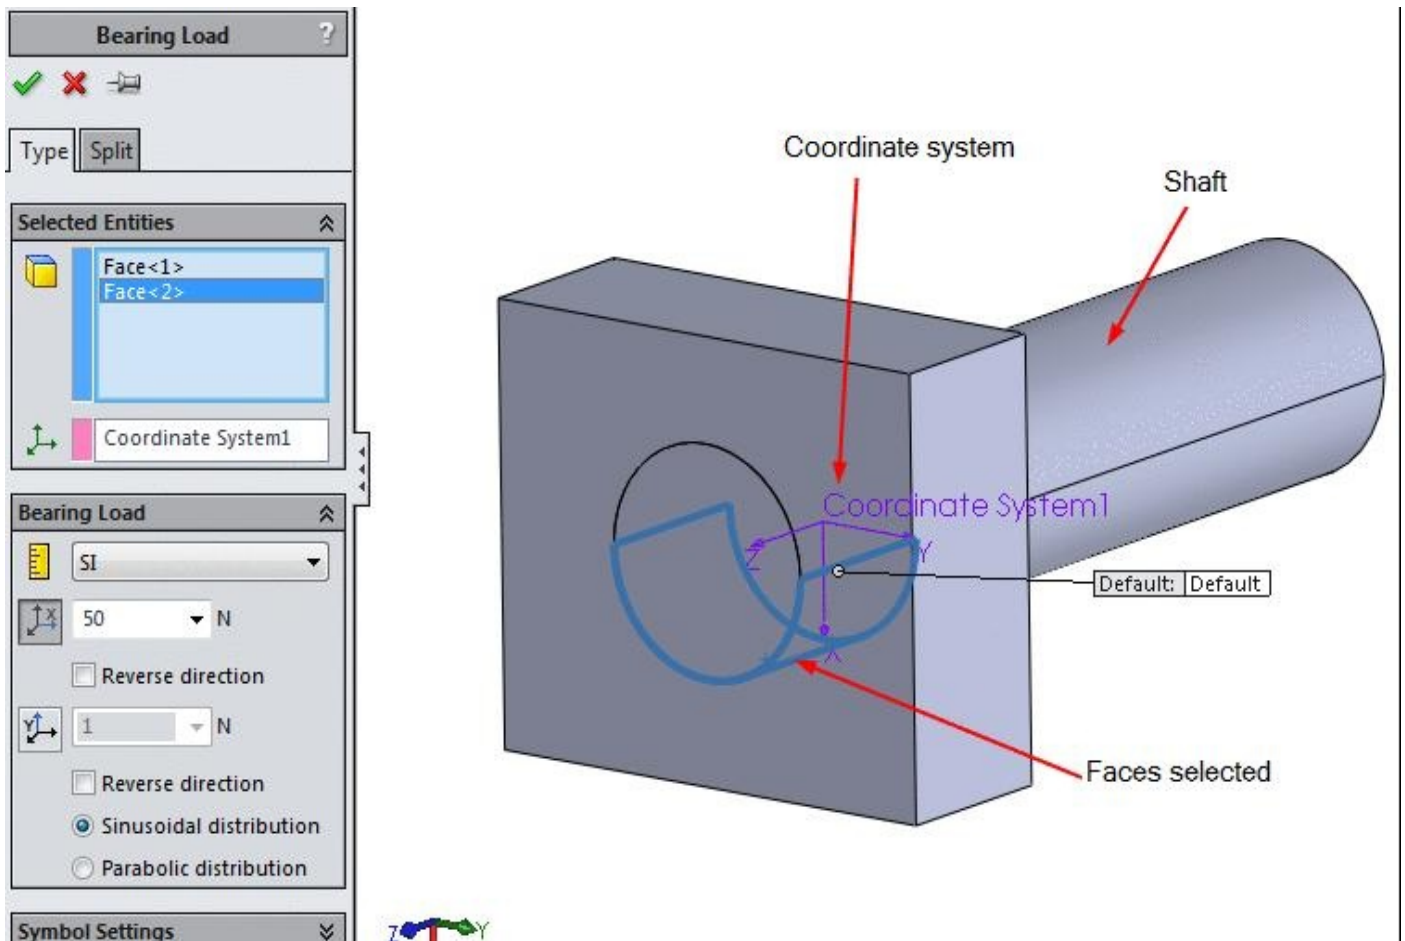 Bearing Load ?
Type Split
Selected Entities
Face<1>
Face<2>
Coordinate System1
Bearing Load
SI
X
50 N
Reverse direction
Y
1 N
Reverse direction
Sinusoidal distribution
Parabolic distribution
Symbol Settings
Coordinate system
Shaft
Coordinate System1
Z
Y
Default: Default
X
Faces selected
Z Y